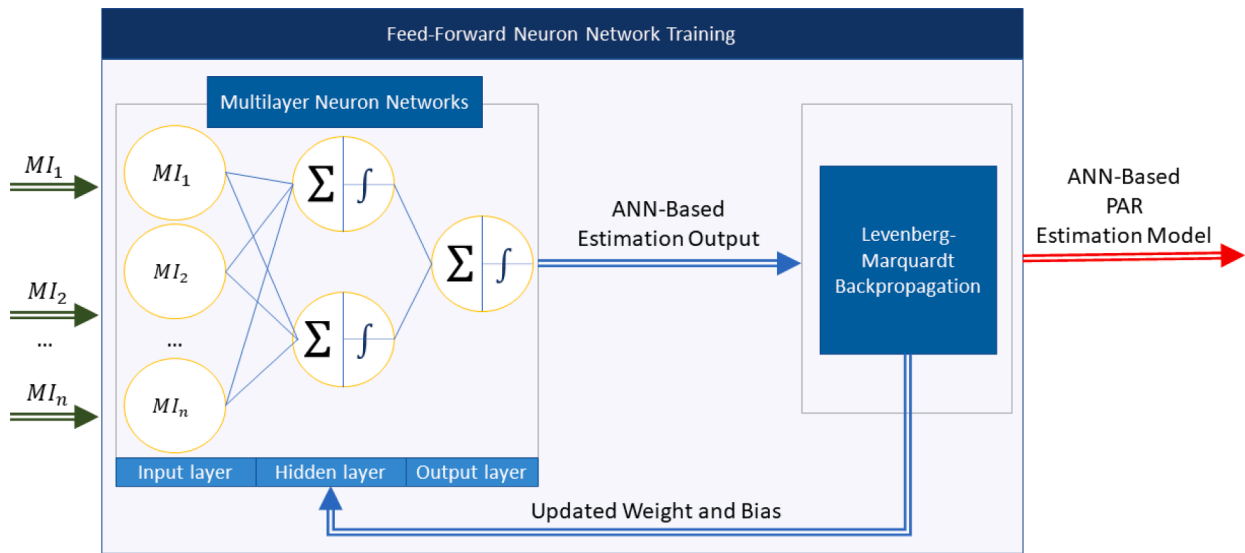 Feed-Forward Neuron Network Training
Multilayer Neuron Networks
MI₁
MI₂
...
MIₙ
MI₁
MI₂
...
MIₙ
∑ ∫
∑ ∫
∑ ∫
Input layer
Hidden layer
Output layer
ANN-Based
Estimation Output
Levenberg-
Marquardt
Backpropagation
Updated Weight and Bias
ANN-Based
PAR
Estimation Model